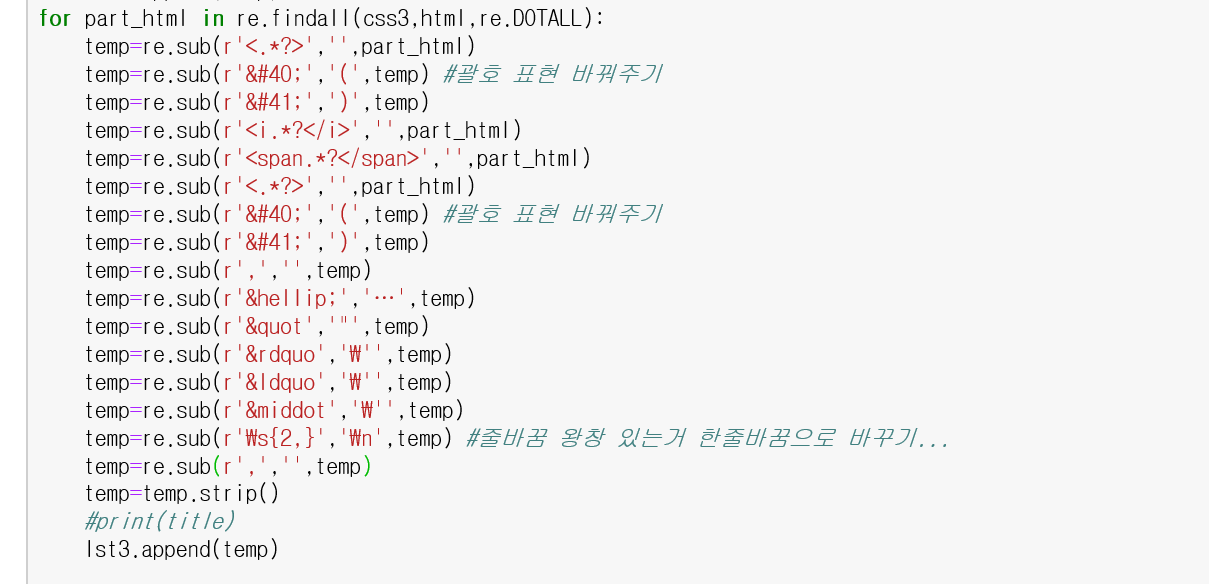 for part_html in re.findall(css3,html,re.DOTALL):
    temp=re.sub(r'<.*?>','',part_html)
    temp=re.sub(r'&#40;','(',temp) #괄호 표현 바꿔주기
    temp=re.sub(r'&#41;',')',temp)
    temp=re.sub(r'<i.*?</i>','',part_html)
    temp=re.sub(r'<span.*?</span>','',part_html)
    temp=re.sub(r'<.*?>','',part_html)
    temp=re.sub(r'&#40;','(',temp) #괄호 표현 바꿔주기
    temp=re.sub(r'&#41;',')',temp)
    temp=re.sub(r',','',temp)
    temp=re.sub(r'&hellip;','…',temp)
    temp=re.sub(r'&quot','"',temp)
    temp=re.sub(r'&rdquo','₩'',temp)
    temp=re.sub(r'&ldquo','₩'',temp)
    temp=re.sub(r'&middot','₩'',temp)
    temp=re.sub(r'₩s{2,}','₩n',temp) #줄바꿈 왕창 있는거 한줄바꿈으로 바꾸기...
    temp=re.sub(r',','',temp)
    temp=temp.strip()
    #print(title)
    lst3.append(temp)